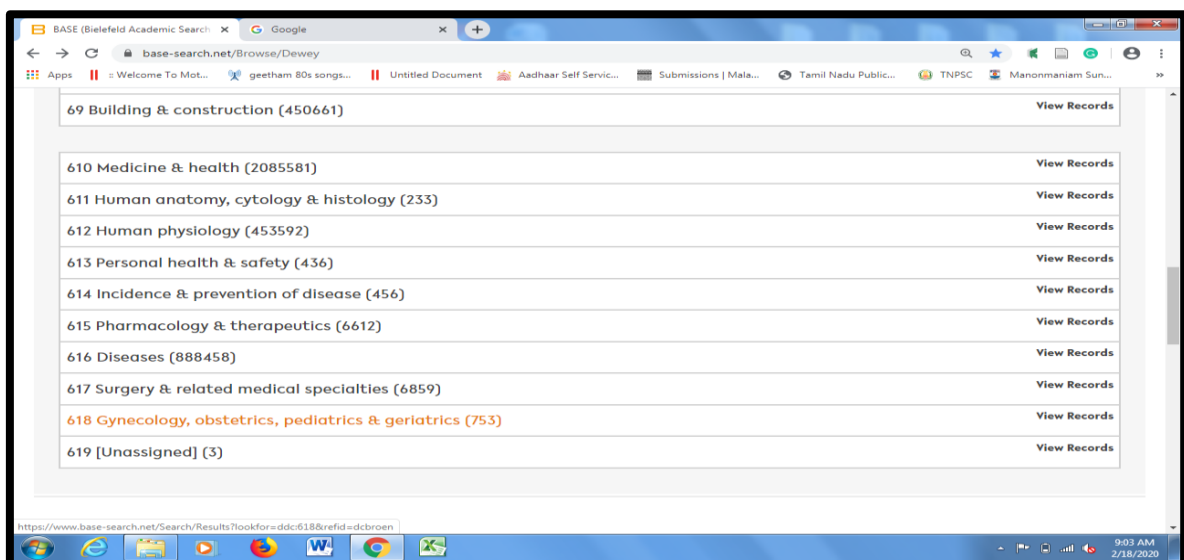 BASE (Bielefeld Academic Search Google
base-search.net/Browse/Dewey
Apps :: Welcome To Mot... geetham 80s songs... Untitled Document Aadhaar Self Servic... Submissions | Mala... Tamil Nadu Public... TNPSC Manonmaniam Sun... »
69 Building & construction (450661) View Records
610 Medicine & health (2085581) View Records
611 Human anatomy, cytology & histology (233) View Records
612 Human physiology (453592) View Records
613 Personal health & safety (436) View Records
614 Incidence & prevention of disease (456) View Records
615 Pharmacology & therapeutics (6612) View Records
616 Diseases (888458) View Records
617 Surgery & related medical specialties (6859) View Records
618 Gynecology, obstetrics, pediatrics & geriatrics (753) View Records
619 [Unassigned] (3) View Records
https://www.base-search.net/Search/Results?lookfor=ddc:618&refid=dcbroen
9:03 AM
2/18/2020